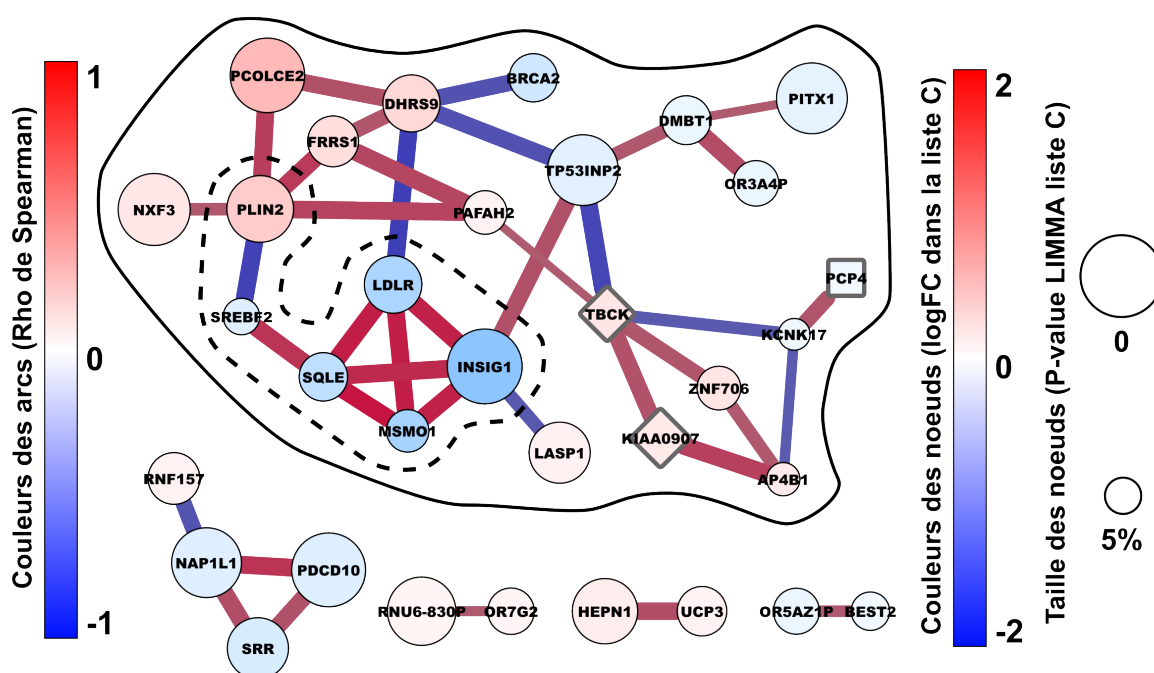 Couleurs des arcs (Rho de Spearman)
1
0
-1
PCOLCE2
DHRS9
BRCA2
FRRS1
NXF3
PLIN2
PAFAH2
TP53INP2
DMBT1
PITX1
OR3A4P
LDLR
SREBF2
SQLE
INSIG1
MSMO1
LASP1
TBCK
PCP4
KCNK17
ZNF706
KIAA0907
AP4B1
RNF157
NAP1L1
PDCD10
SRR
RNU6-830P
OR7G2
HEPN1
UCP3
OR5AZ1P
BEST2
Couleurs des noeuds (logFC dans la liste C)
2
0
-2
Taille des noeuds (P-value LIMMA liste C)
0
5%